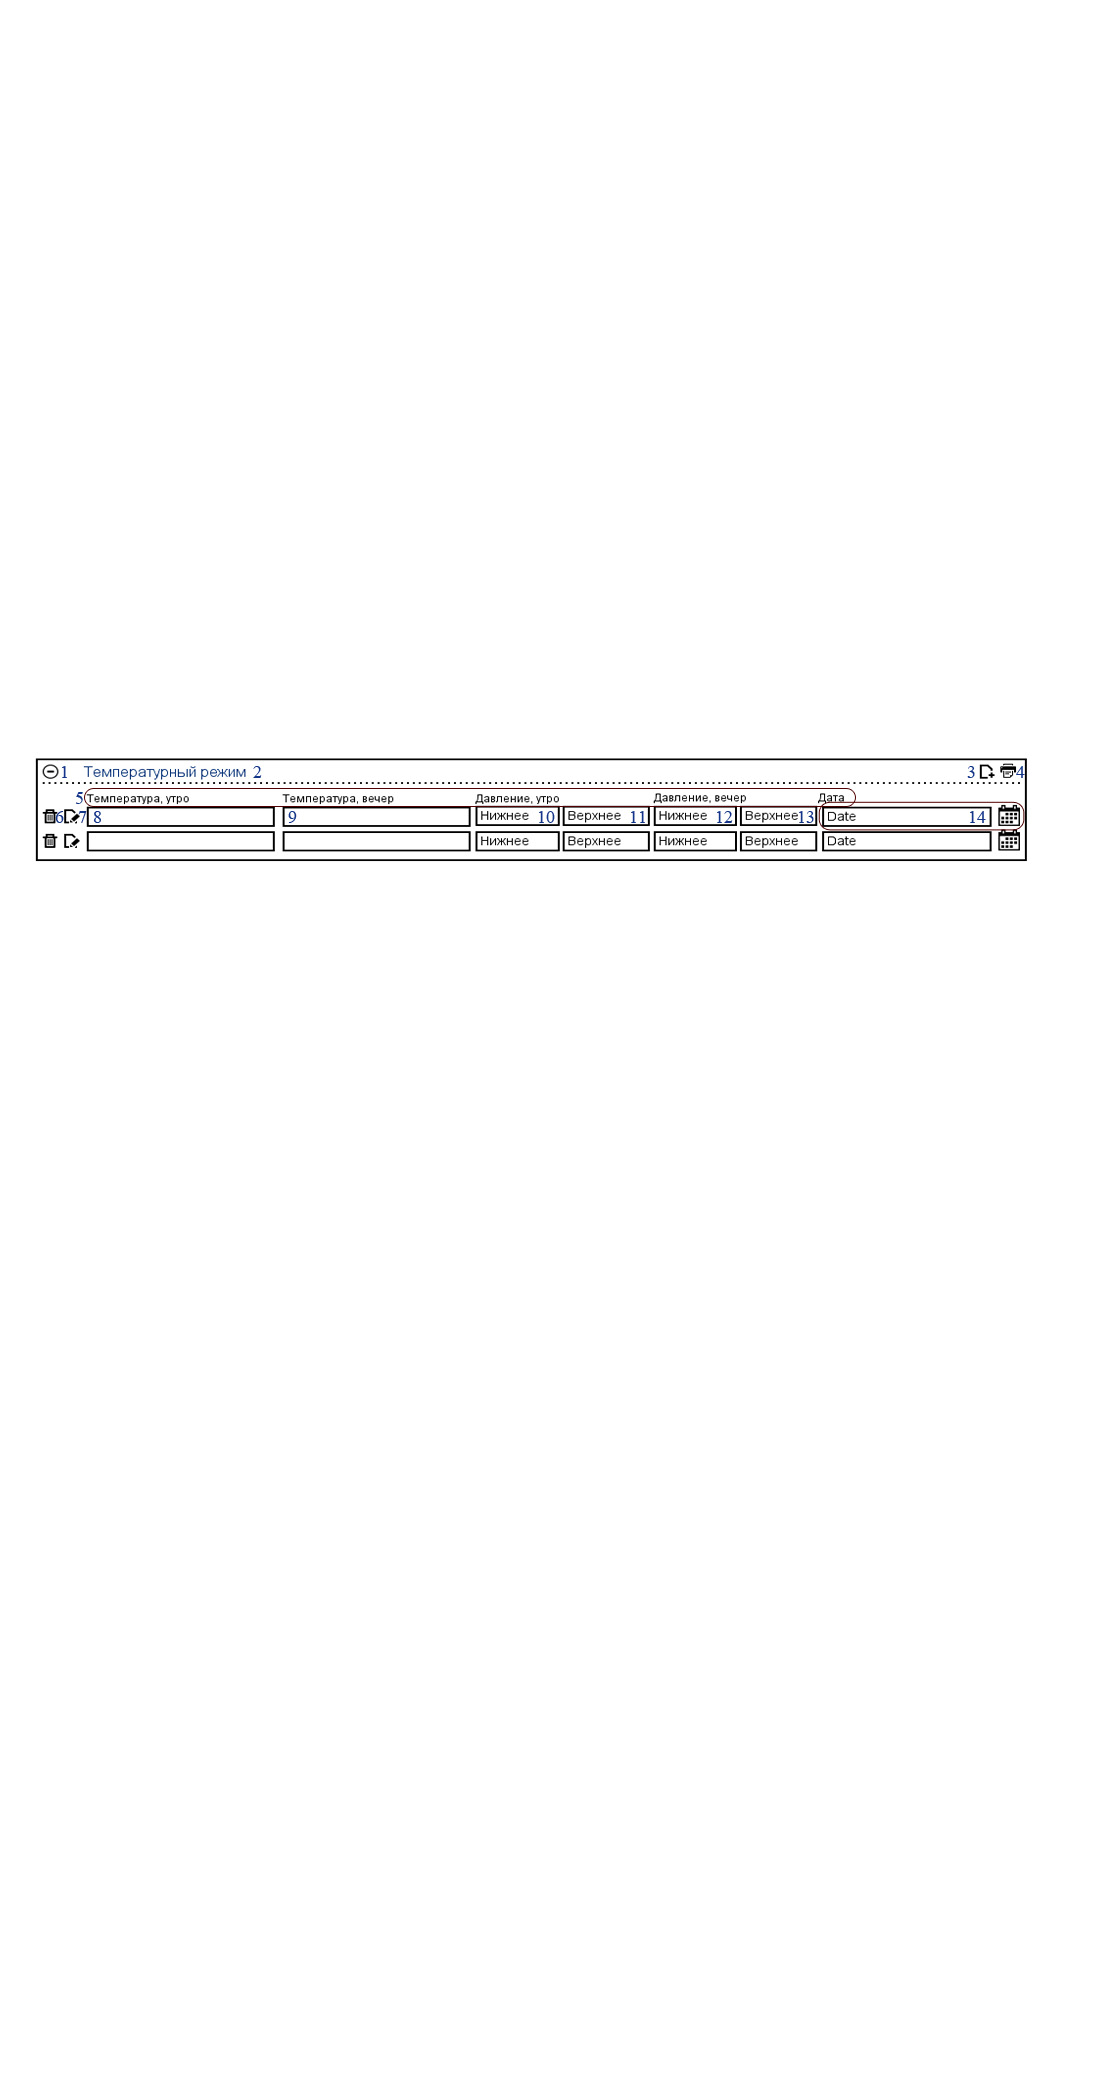 1 Температурный режим 2 3 4
5 Температура, утро Температура, вечер Давление, утро Давление, вечер Дата
6 7 8 9 Нижнее 10 Верхнее 11 Нижнее 12 Верхнее 13 Date 14
Нижнее Верхнее Нижнее Верхнее Date